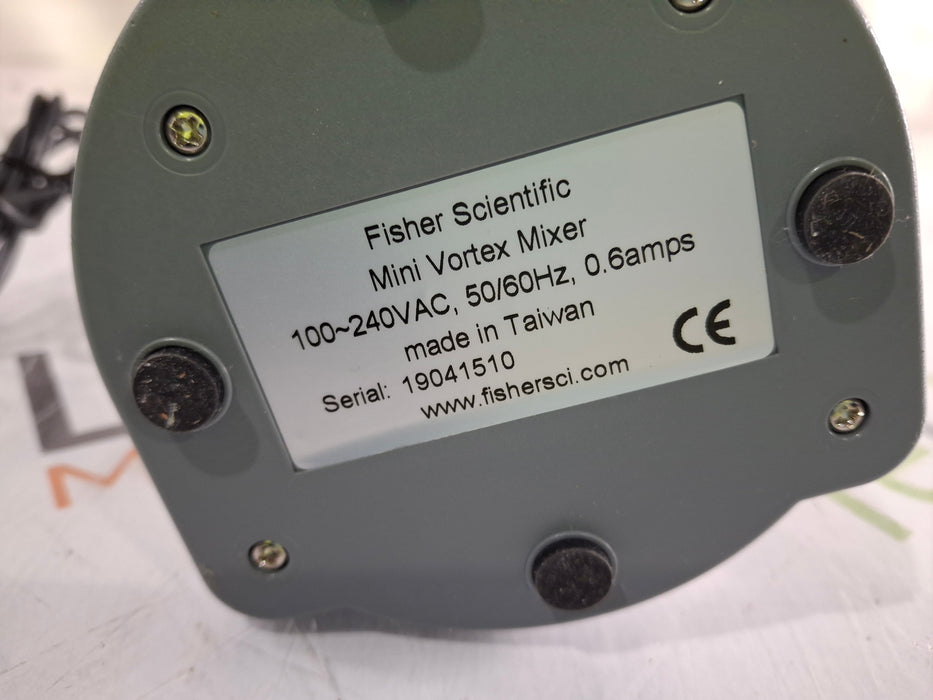 Fisher Scientific
Mini Vortex Mixer
100~240VAC, 50/60Hz, 0.6amps
made in Taiwan
Serial: 19041510
www.fishersci.com
CE